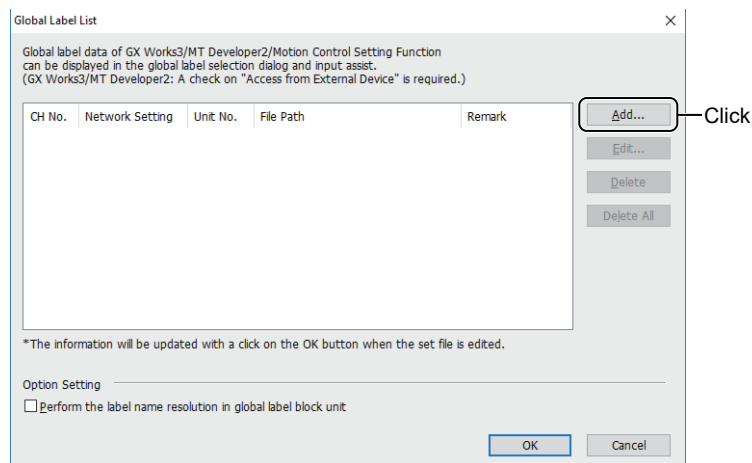 Global Label List
Global label data of GX Works3/MT Developer2/Motion Control Setting Function
can be displayed in the global label selection dialog and input assist.
(GX Works3/MT Developer2: A check on "Access from External Device" is required.)
CH No. Network Setting Unit No. File Path Remark
Add...
Click
Edit...
Delete
Delete All
*The information will be updated with a click on the OK button when the set file is edited.
Option Setting
Perform the label name resolution in global label block unit
OK Cancel